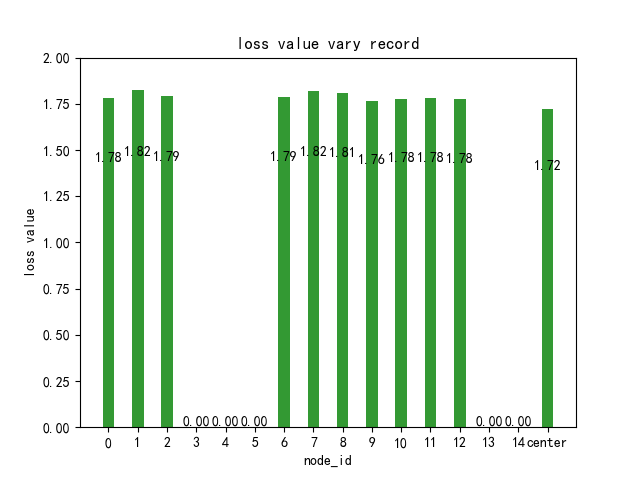 loss value vary record
loss value
2.00
1.75
1.50
1.25
1.00
0.75
0.50
0.25
0.00
1.78 1.82 1.79 0.00 0.00 0.00 1.79 1.82 1.81 1.76 1.78 1.78 1.78 0.00 0.00 1.72
0 1 2 3 4 5 6 7 8 9 10 11 12 13 14 center
node_id